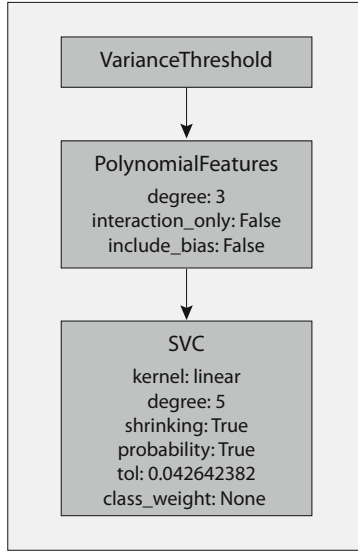 VarianceThreshold
PolynomialFeatures
degree: 3
interaction_only: False
include_bias: False
SVC
kernel: linear
degree: 5
shrinking: True
probability: True
tol: 0.042642382
class_weight: None